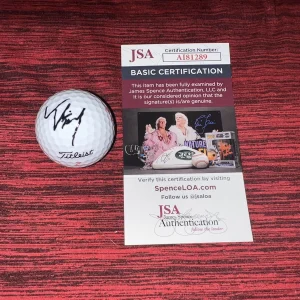 Titleist
JSA
Certification Number:
AI81289
BASIC CERTIFICATION
This item has been fully examined by
James Spence Authentication, LLC and
it is our considered opinion that the
signature(s) is/are genuine.
Verify this certification by visiting
SpenceLOA.com
Follow us @jsaloa
JSA
Authentication